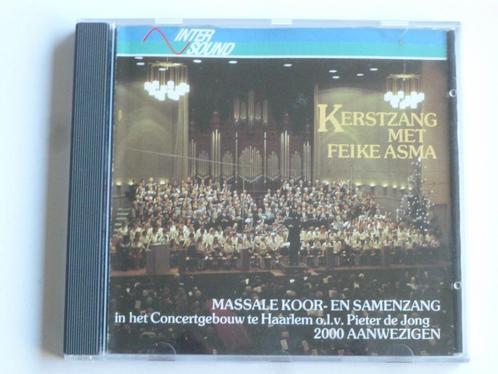 INTER
SOUND
KERSTZANG
MET
FEIKE ASMA
MASSALE KOOR- EN SAMENZANG
in het Concertgebouw te Haarlem o.l.v. Pieter de Jong
2000 AANWEZIGEN